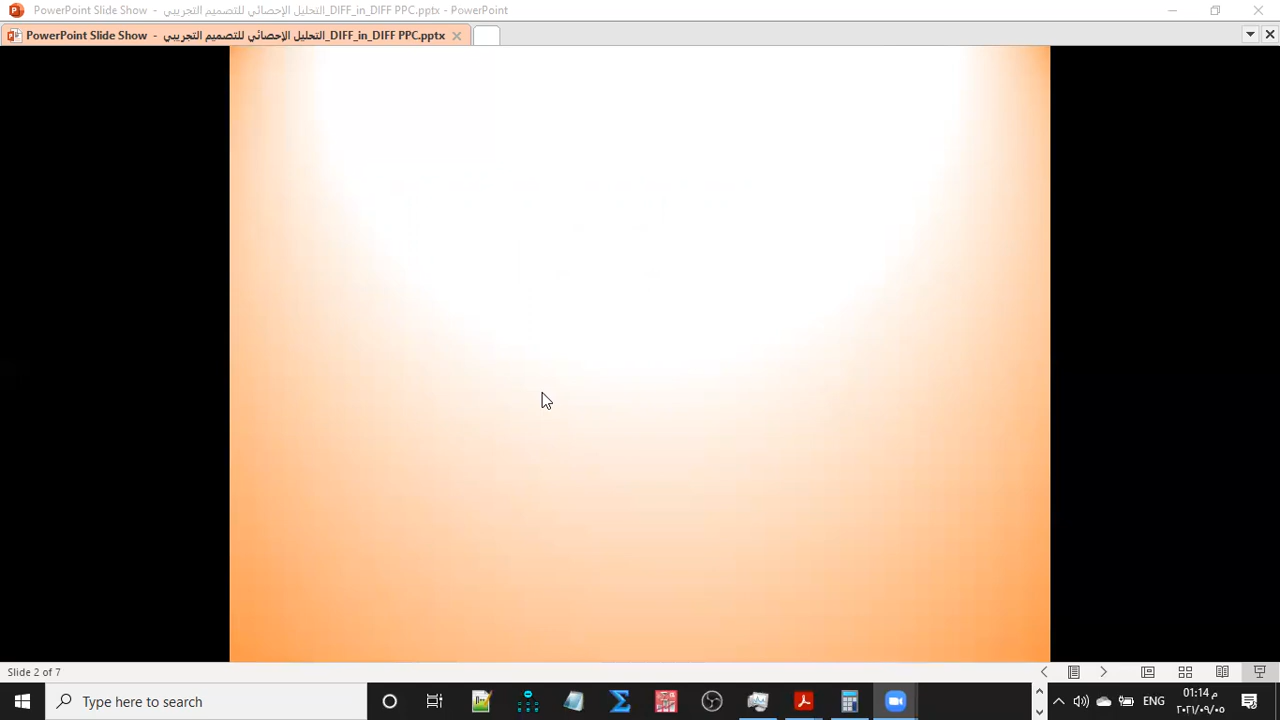 PowerPoint Slide Show - التحليل الإحصائي للتصميم التجريبي_DIFF_in_DIFF PPC.pptx - PowerPoint
PowerPoint Slide Show - التحليل الإحصائي للتصميم التجريبي_DIFF_in_DIFF PPC.pptx
Slide 2 of 7
Type here to search
ENG
01:14 م
٢٠٢١/٠٩/٠٥